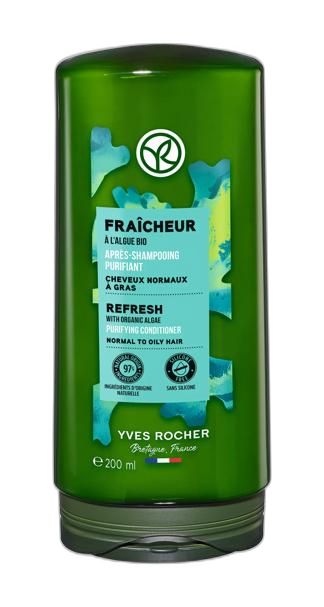 FRAÎCHEUR
À L'ALGUE BIO
APRÈS-SHAMPOOING
PURIFIANT
CHEVEUX NORMAUX
À GRAS
REFRESH
WITH ORGANIC ALGAE
PURIFYING CONDITIONER
NORMAL TO OILY HAIR
97%
SILICONE
FREE
INGRÉDIENTS D'ORIGINE
NATURELLE
SANS SILICONE
YVES ROCHER
Bretagne, France
℮ 200 ml